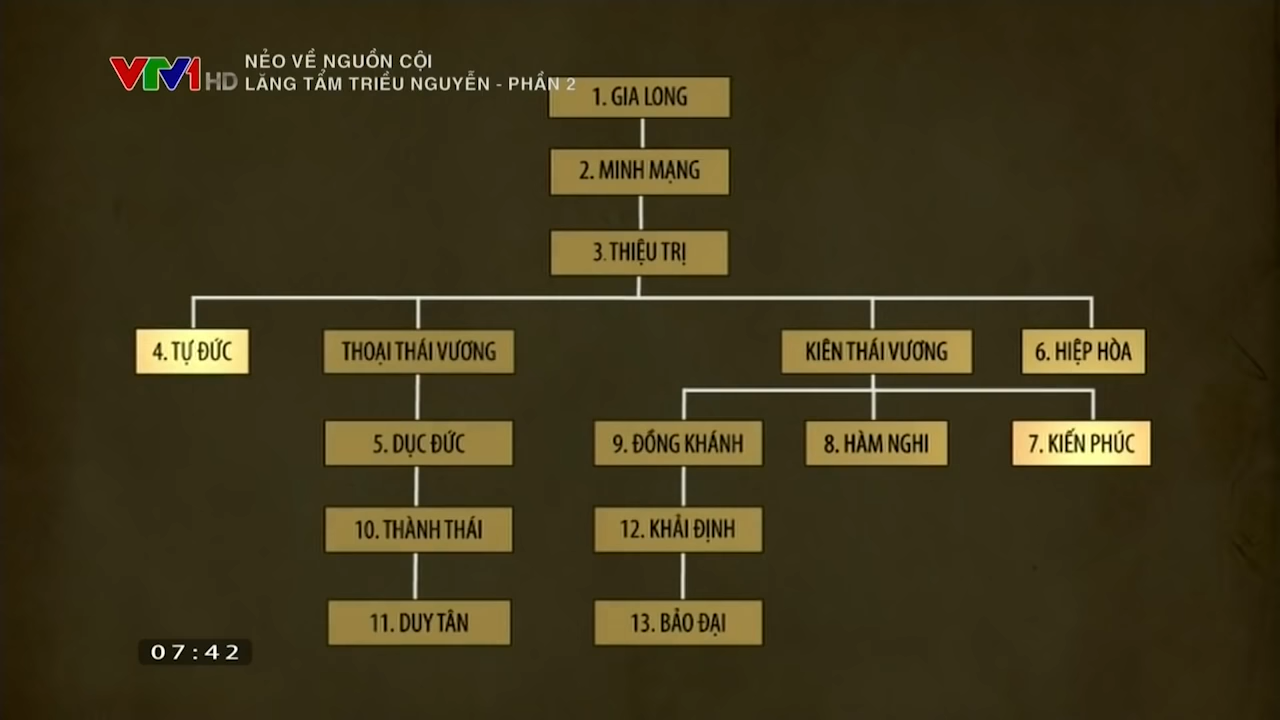 VTV1 HD
NẺO VỀ NGUỒN CỘI
LĂNG TẨM TRIỀU NGUYỄN - PHẦN 2
1. GIA LONG
2. MINH MẠNG
3. THIỆU TRỊ
4. TỰ ĐỨC
THOẠI THÁI VƯƠNG
KIÊN THÁI VƯƠNG
6. HIỆP HÒA
5. DỤC ĐỨC
9. ĐỒNG KHÁNH
8. HÀM NGHI
7. KIẾN PHÚC
10. THÀNH THÁI
12. KHẢI ĐỊNH
11. DUY TÂN
13. BẢO ĐẠI
07:42